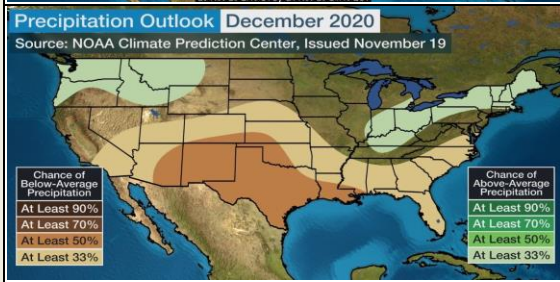 Precipitation Outlook December 2020
Source: NOAA Climate Prediction Center, Issued November 19
Chance of
Below-Average
Precipitation
At Least 90%
At Least 70%
At Least 50%
At Least 33%
Chance of
Above-Average
Precipitation
At Least 90%
At Least 70%
At Least 50%
At Least 33%